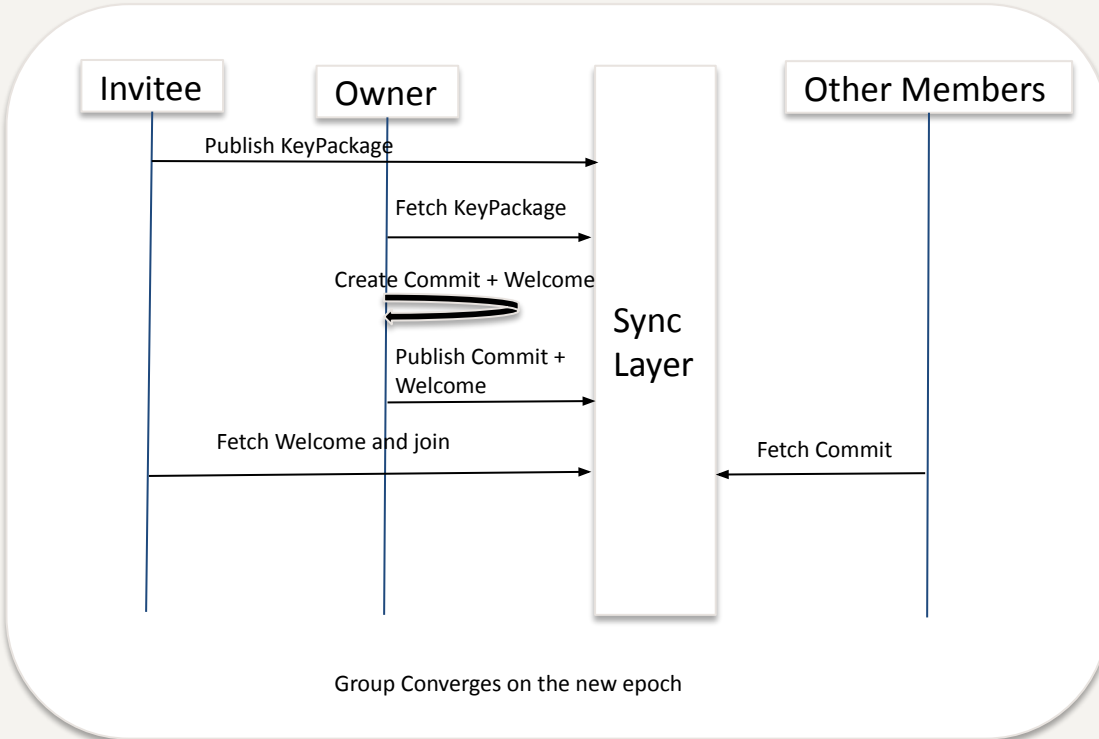 Invitee
Owner
Other Members
Publish KeyPackage
Fetch KeyPackage
Create Commit + Welcome
Sync
Layer
Publish Commit +
Welcome
Fetch Welcome and join
Fetch Commit
Group Converges on the new epoch